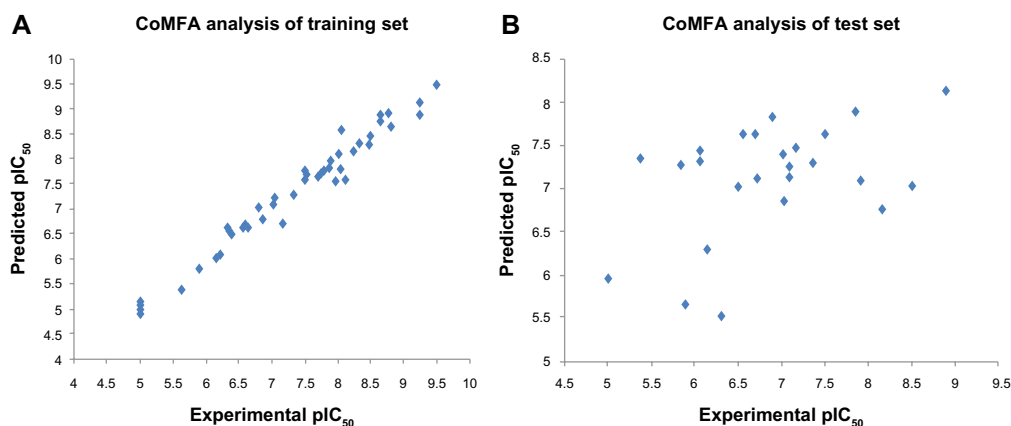 A
CoMFA analysis of training set
10
9.5
9
8.5
8
7.5
7
6.5
6
5.5
5
4.5
4
Predicted pIC50
4 5 5.5 6 6.5 7 7.5 8 8.5 9 9.5 10
Experimental pIC50
B
CoMFA analysis of test set
8.5
8
7.5
7
6.5
6
5.5
5
Predicted pIC50
4.5 5 5.5 6 6.5 7 7.5 8 8.5 9 9.5
Experimental pIC50